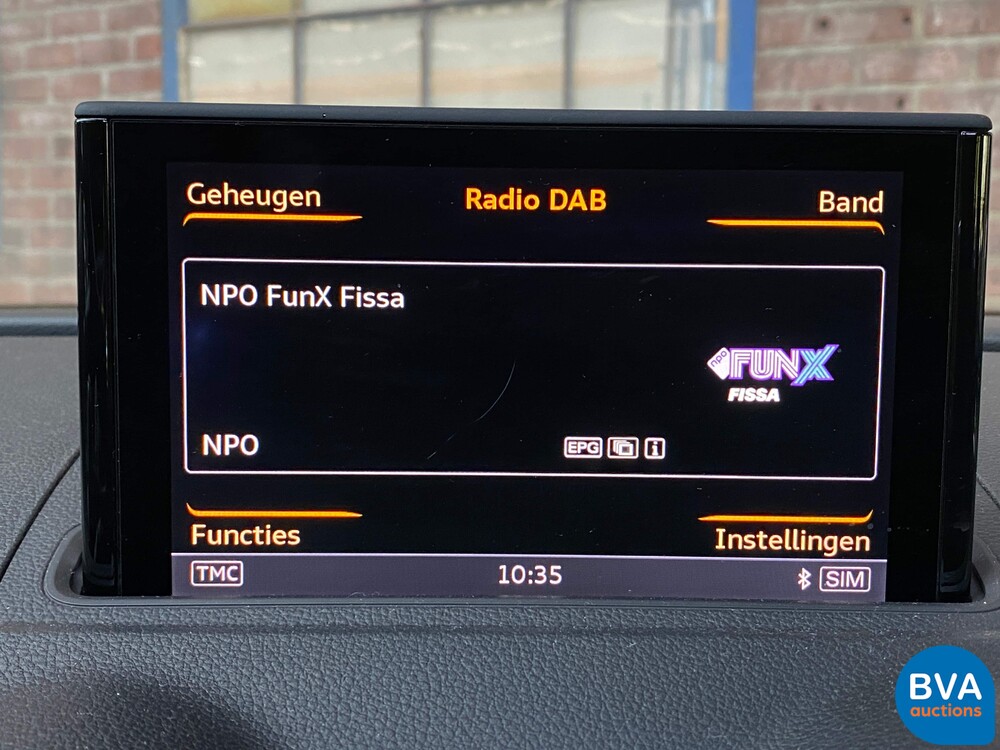 Geheugen Radio DAB Band
NPO FunX Fissa
npo FUNX
FISSA
NPO EPG i
Functies Instellingen
TMC 10:35 SIM
BVA
auctions